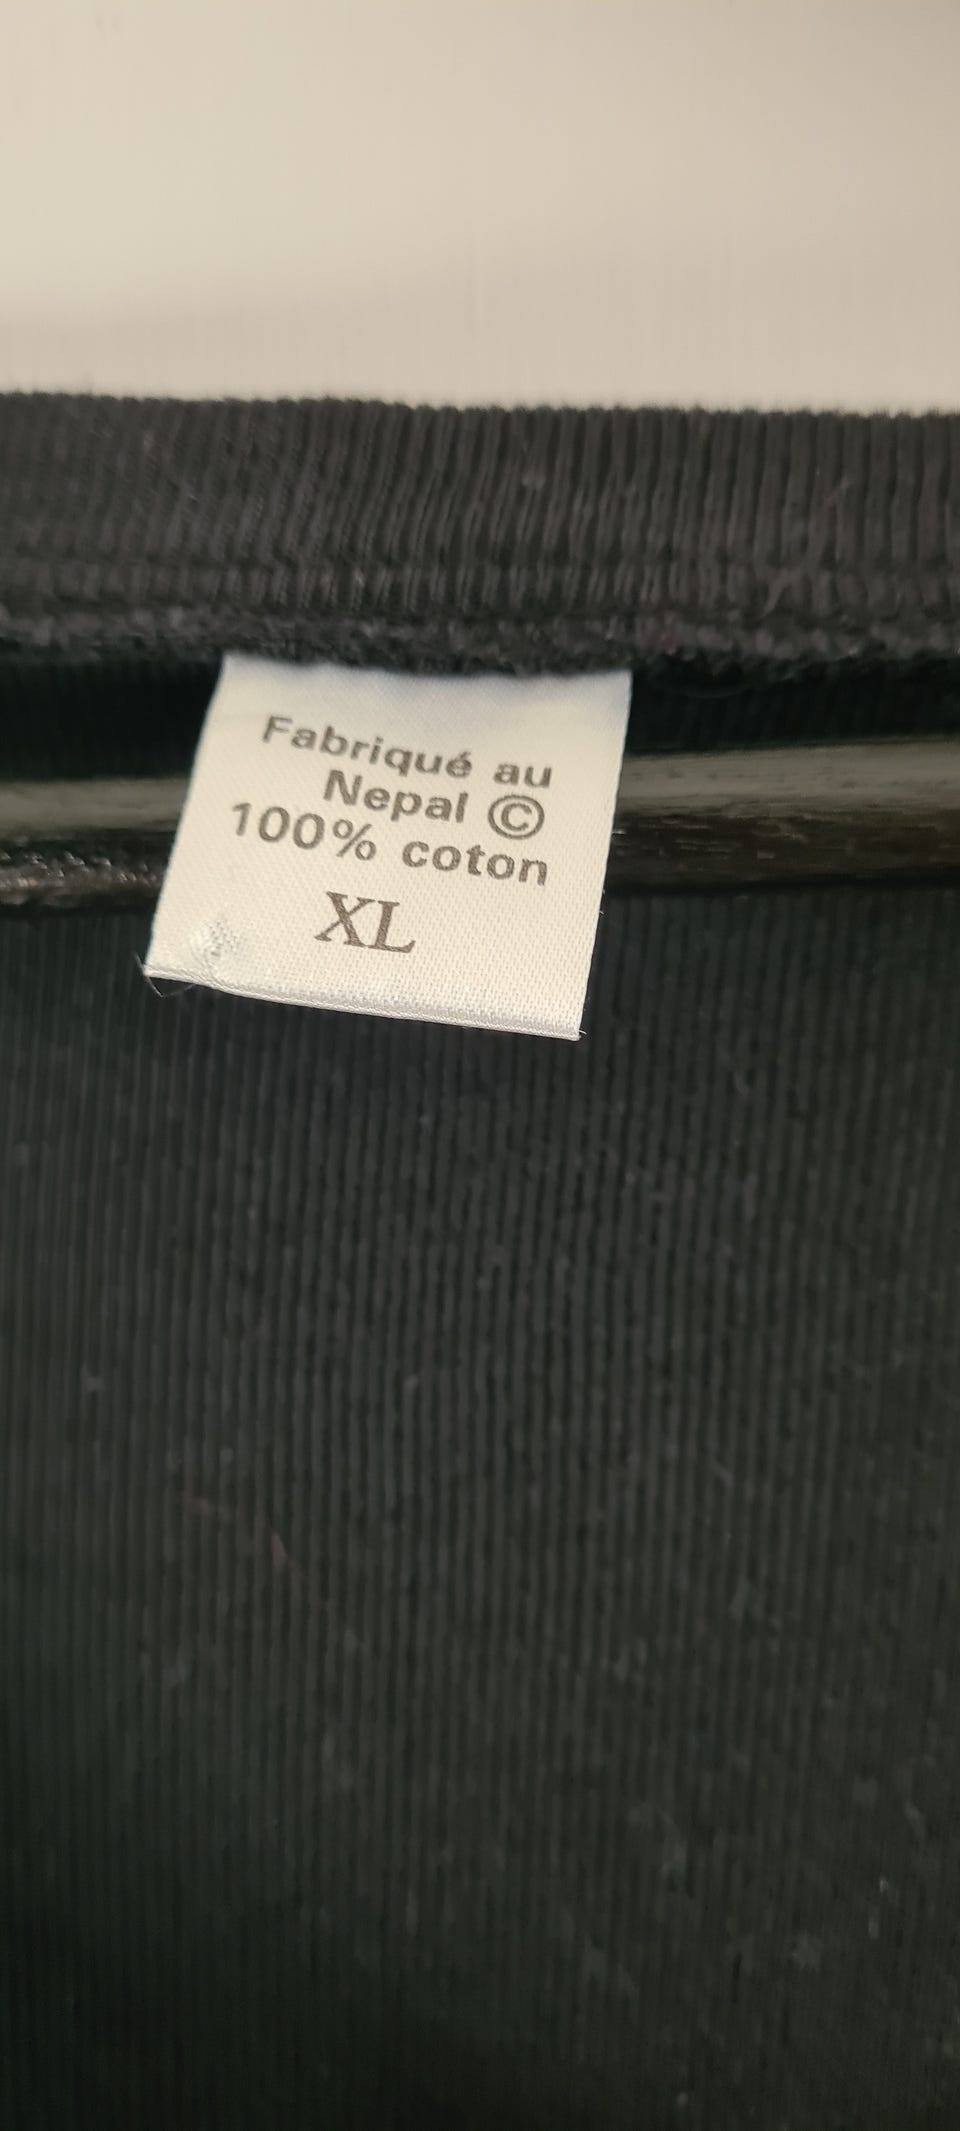 Fabriqué au
Nepal ©
100% coton
XL